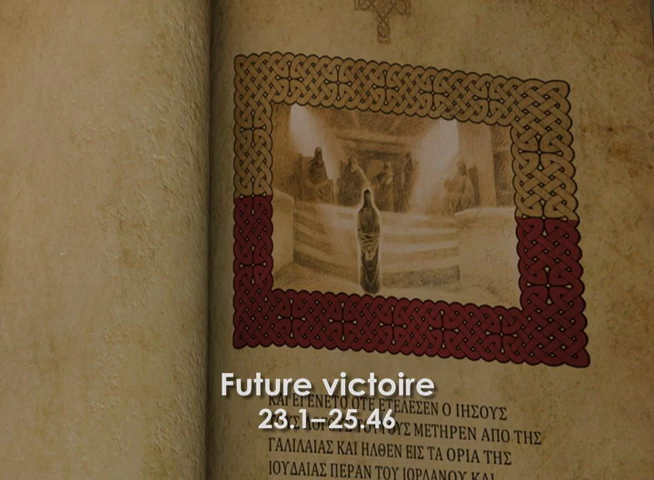 Future victoire
23.1–25.46
ΚΑΙ ΕΓΕΝΕΤΟ ΟΤΕ ΕΤΕΛΕΣΕΝ Ο ΙΗΣΟΥΣ
ΜΕΤΗΡΕΝ ΑΠΟ ΤΗΣ
ΓΑΛΙΛΑΙΑΣ ΚΑΙ ΗΛΘΕΝ ΕΙΣ ΤΑ ΟΡΙΑ ΤΗΣ
ΙΟΥΔΑΙΑΣ ΠΕΡΑΝ ΤΟΥ ΙΟΡΔΑΝΟΥ ΚΑΙ